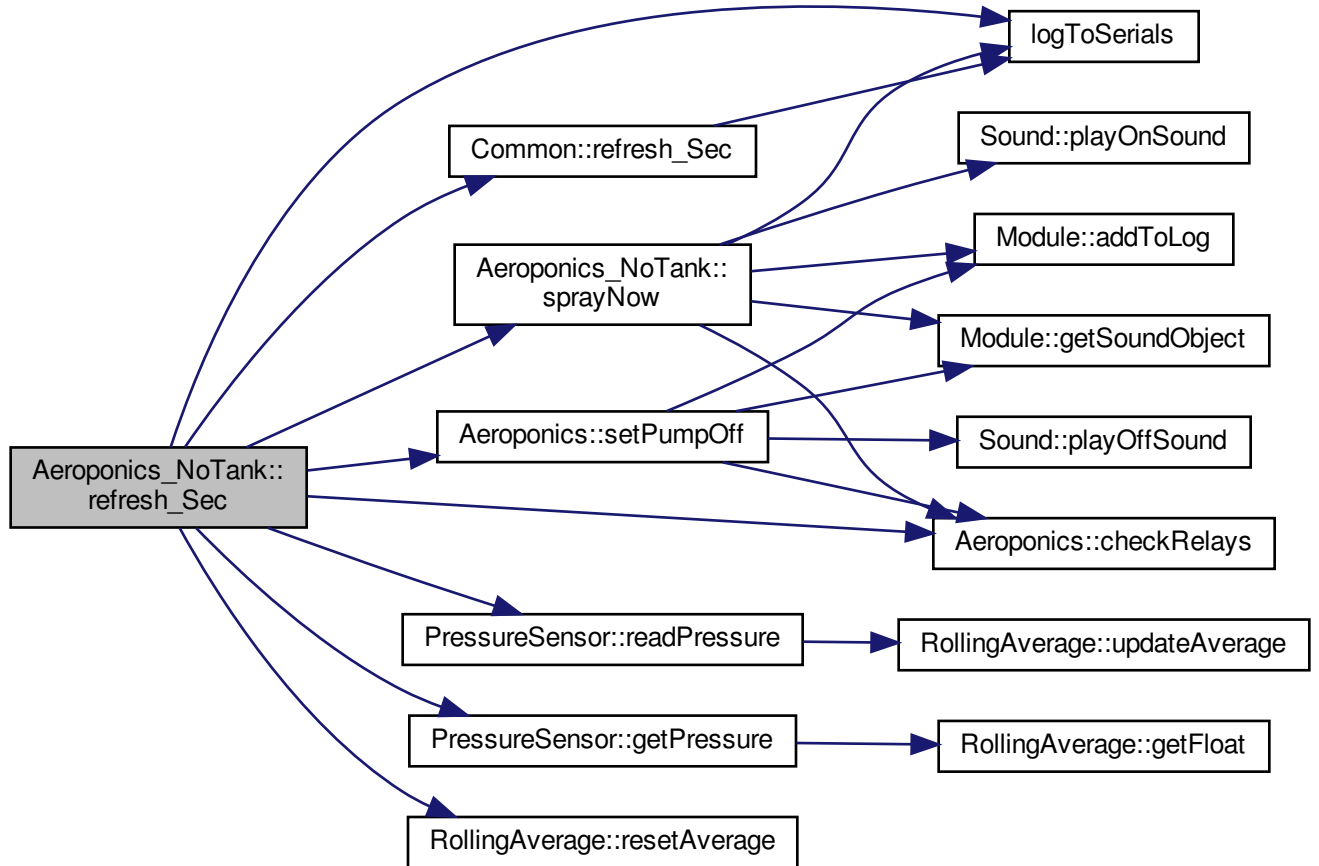 logToSerials
Sound::playOnSound
Common::refresh_Sec
Module::addToLog
Aeroponics_NoTank::
sprayNow
Module::getSoundObject
Aeroponics::setPumpOff
Sound::playOffSound
Aeroponics_NoTank::
refresh_Sec
Aeroponics::checkRelays
PressureSensor::readPressure
RollingAverage::updateAverage
PressureSensor::getPressure
RollingAverage::getFloat
RollingAverage::resetAverage